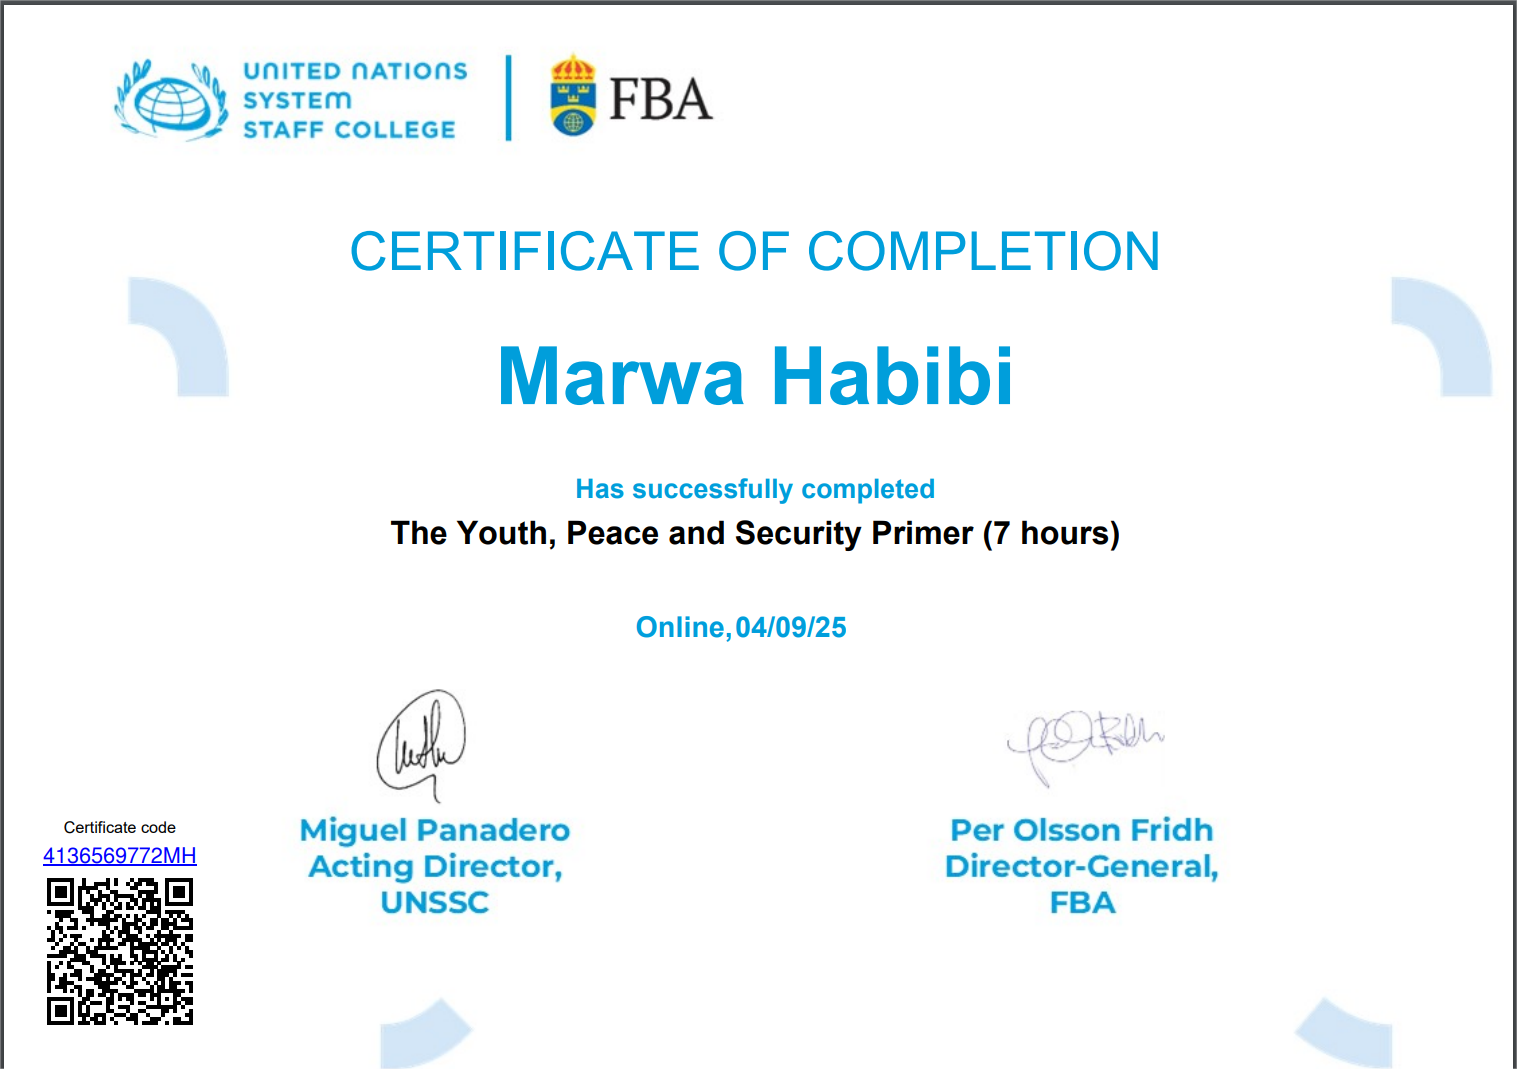 UNITED NATIONS
SYSTEM
STAFF COLLEGE
FBA
CERTIFICATE OF COMPLETION
Marwa Habibi
Has successfully completed
The Youth, Peace and Security Primer (7 hours)
Online, 04/09/25
Miguel Panadero
Acting Director,
UNSSC
Per Olsson Fridh
Director-General,
FBA
Certificate code
4136569772MH